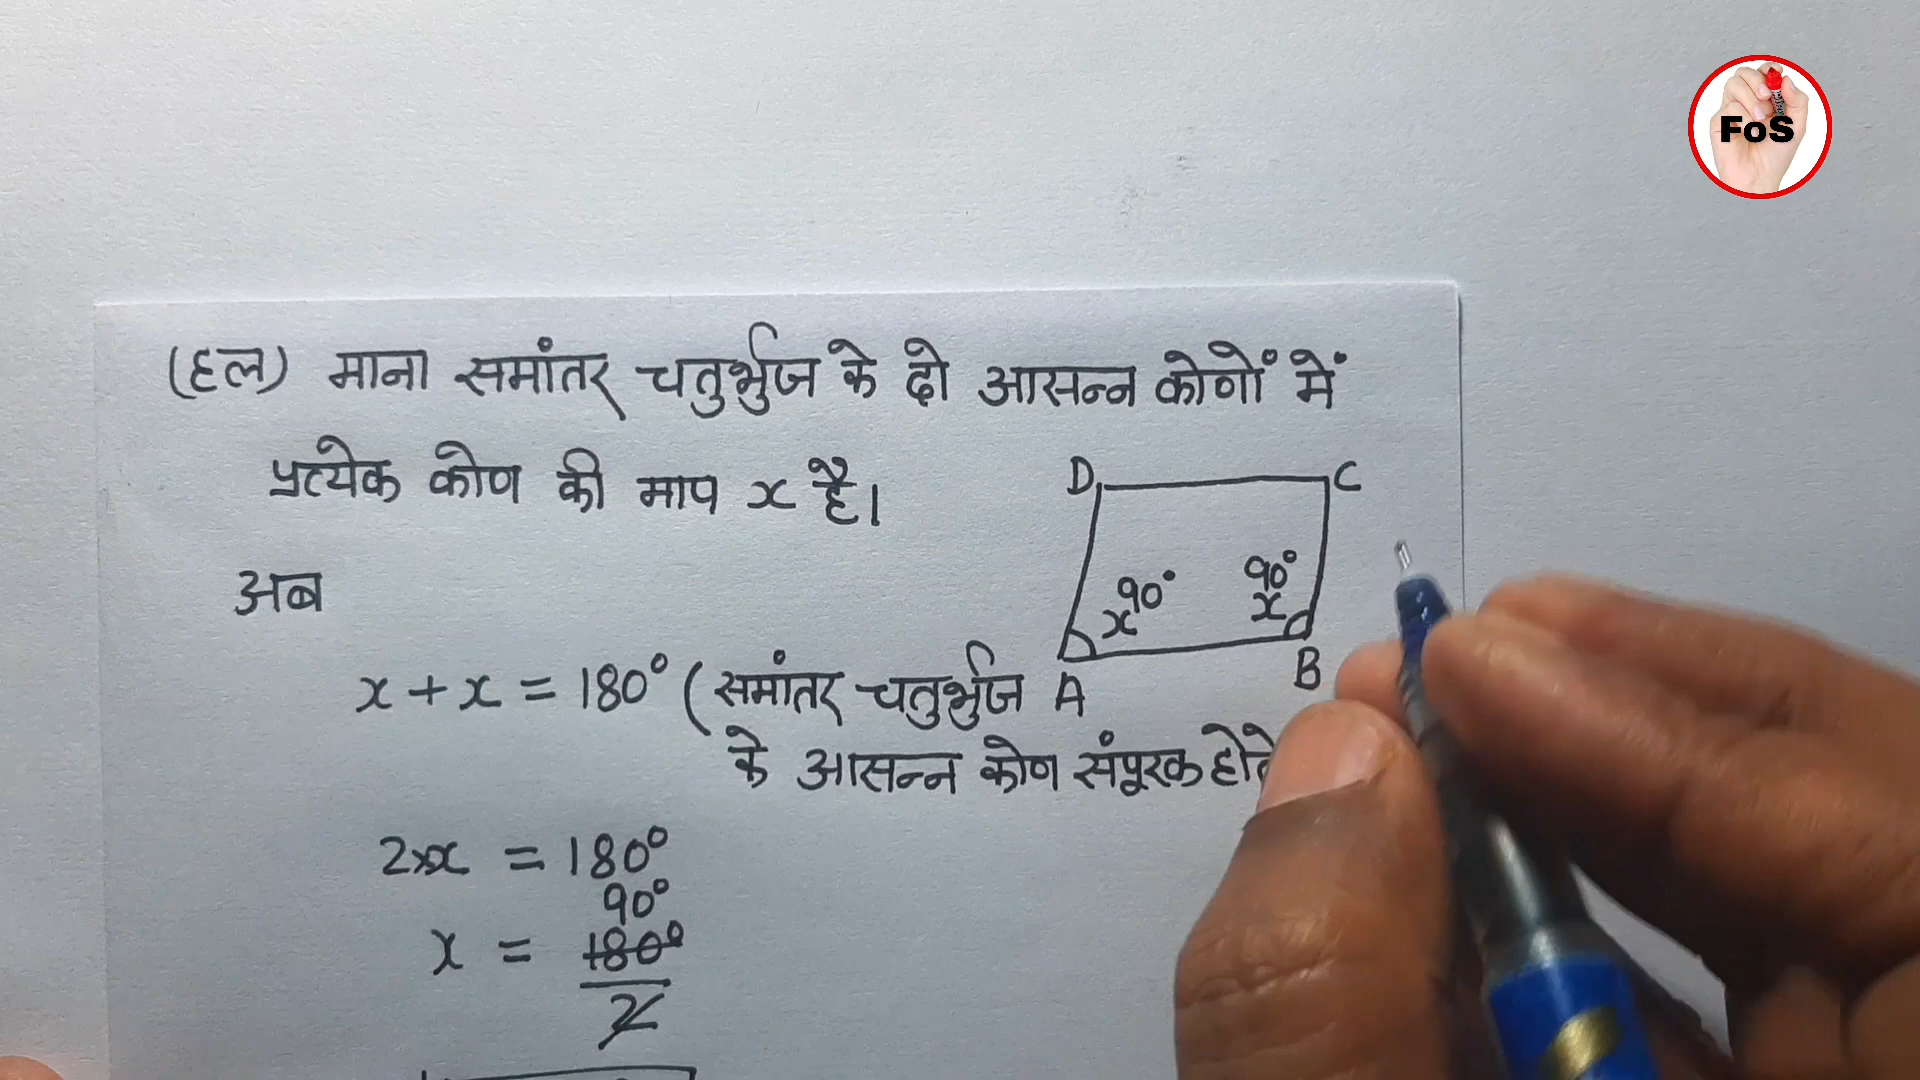 FoS
(हल) माना समांतर चतुर्भुज के दो आसन्न कोणों में
प्रत्येक कोण की माप x है।
D C
अब
90° 90°
x x
A B
x + x = 180° (समांतर चतुर्भुज
के आसन्न कोण संपूरक होते
2×x = 180°
90°
x = 180°
2